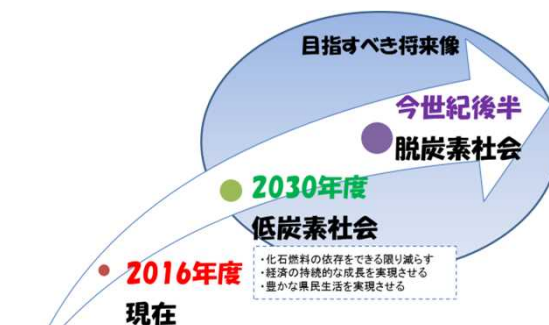 目指すべき将来像
今世紀後半
脱炭素社会
2030年度
低炭素社会
・化石燃料の依存をできる限り減らす
・経済の持続的な成長を実現させる
・豊かな県民生活を実現させる
2016年度
現在